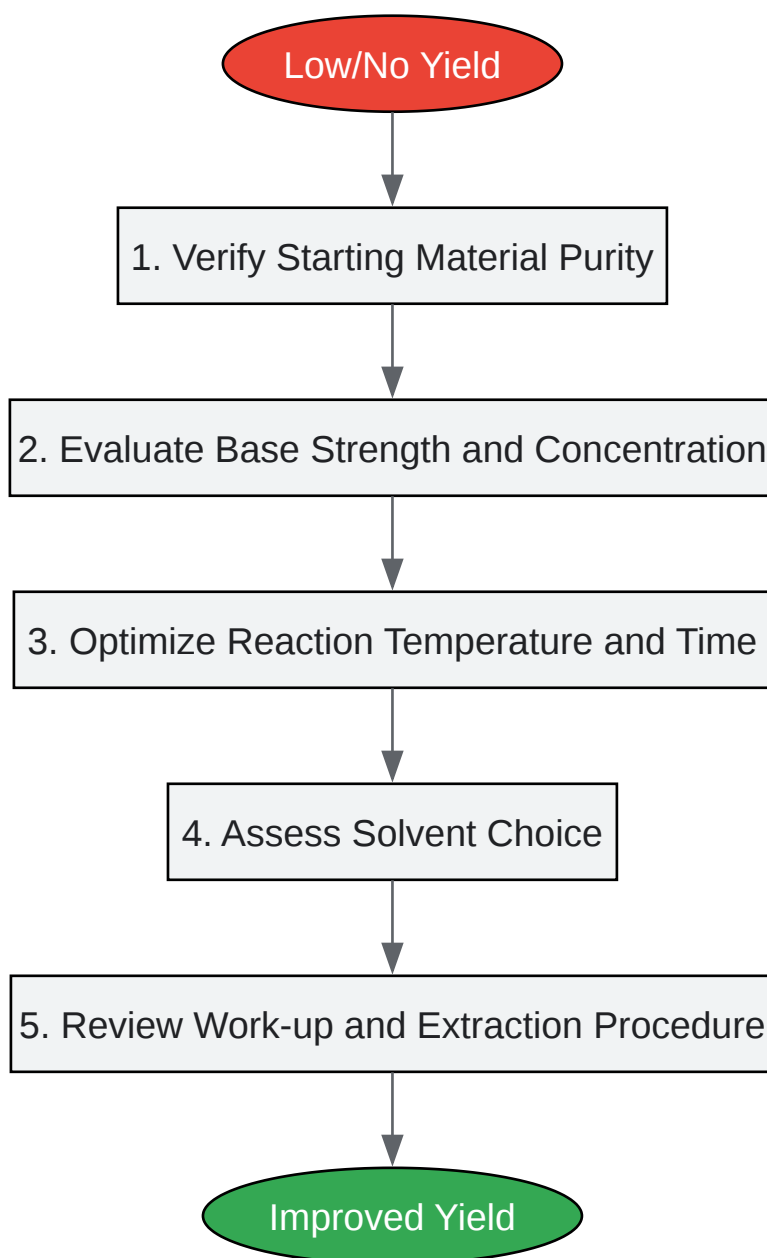 Low/No Yield
1. Verify Starting Material Purity
2. Evaluate Base Strength and Concentration
3. Optimize Reaction Temperature and Time
4. Assess Solvent Choice
5. Review Work-up and Extraction Procedure
Improved Yield